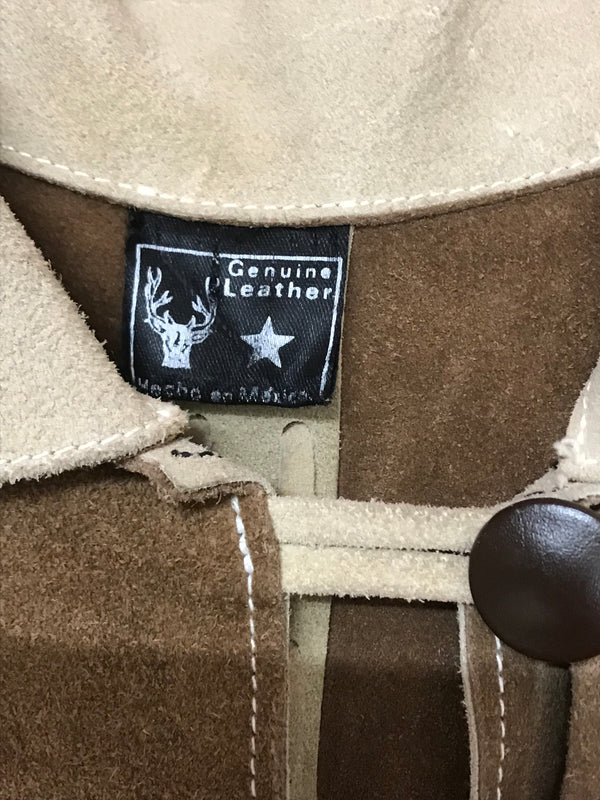 Genuine
Leather
Hecho en México